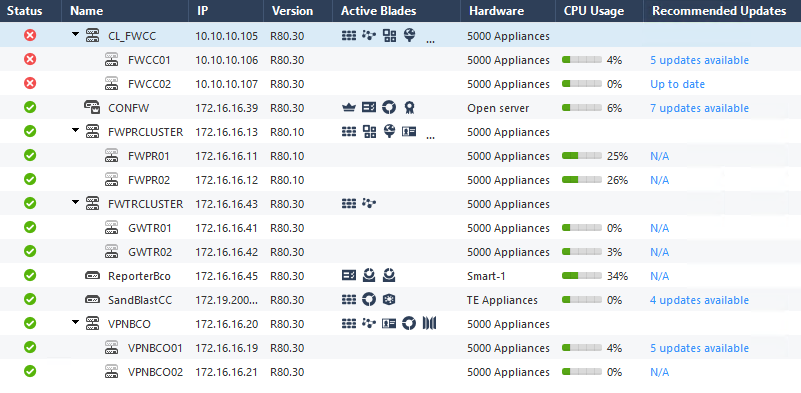 Status Name IP Version Active Blades Hardware CPU Usage Recommended Updates
CL_FWCC 10.10.10.105 R80.30 ... 5000 Appliances
FWCC01 10.10.10.106 R80.30 5000 Appliances 4% 5 updates available
FWCC02 10.10.10.107 R80.30 5000 Appliances 0% Up to date
CONFW 172.16.16.39 R80.30 Open server 6% 7 updates available
FWPRCLUSTER 172.16.16.13 R80.10 ... 5000 Appliances
FWPR01 172.16.16.11 R80.10 5000 Appliances 25% N/A
FWPR02 172.16.16.12 R80.10 5000 Appliances 26% N/A
FWTRCLUSTER 172.16.16.43 R80.30 5000 Appliances
GWTR01 172.16.16.41 R80.30 5000 Appliances 0% N/A
GWTR02 172.16.16.42 R80.30 5000 Appliances 3% N/A
ReporterBco 172.16.16.45 R80.30 Smart-1 34% N/A
SandBlastCC 172.19.200... R80.30 TE Appliances 0% 4 updates available
VPNBCO 172.16.16.20 R80.30 5000 Appliances
VPNBCO01 172.16.16.19 R80.30 5000 Appliances 4% 5 updates available
VPNBCO02 172.16.16.21 R80.30 5000 Appliances 0% N/A